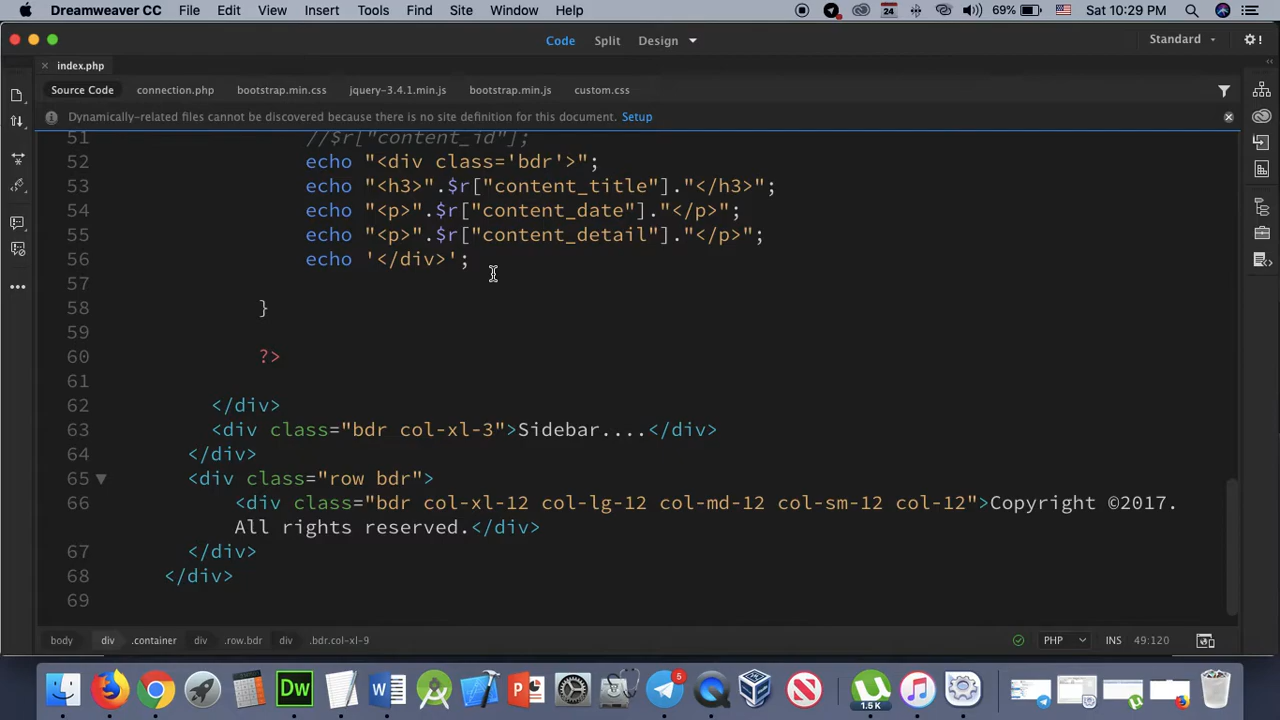 Dreamweaver CC File Edit View Insert Tools Find Site Window Help 24 69% Sat 10:29 PM
Code Split Design Standard
index.php
Source Code connection.php bootstrap.min.css jquery-3.4.1.min.js bootstrap.min.js custom.css
Dynamically-related files cannot be discovered because there is no site definition for this document. Setup
51 //$r["content_id"];
52 echo "<div class='bdr'>";
53 echo "<h3>".$r["content_title"]."</h3>";
54 echo "<p>".$r["content_date"]."</p>";
55 echo "<p>".$r["content_detail"]."</p>";
56 echo '</div>';
57
58 }
59
60 ?>
61
62 </div>
63 <div class="bdr col-xl-3">Sidebar....</div>
64 </div>
65 <div class="row bdr">
66 <div class="bdr col-xl-12 col-lg-12 col-md-12 col-sm-12 col-12">Copyright ©2017.
All rights reserved.</div>
67 </div>
68 </div>
69
body div .container div .row.bdr div .bdr.col-xl-9 PHP INS 49:120
Dw W P 5 1.5 K